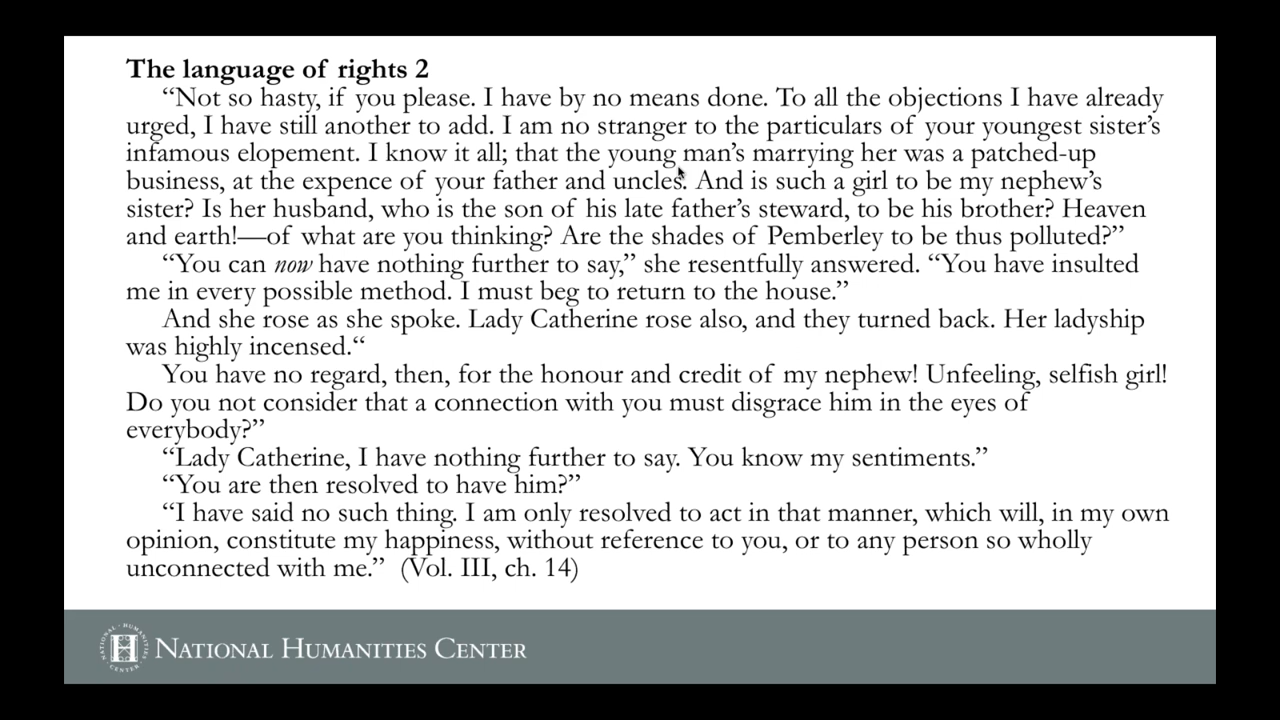 The language of rights 2
“Not so hasty, if you please. I have by no means done. To all the objections I have already
urged, I have still another to add. I am no stranger to the particulars of your youngest sister’s
infamous elopement. I know it all; that the young man’s marrying her was a patched-up
business, at the expence of your father and uncles. And is such a girl to be my nephew’s
sister? Is her husband, who is the son of his late father’s steward, to be his brother? Heaven
and earth!—of what are you thinking? Are the shades of Pemberley to be thus polluted?”
“You can now have nothing further to say,” she resentfully answered. “You have insulted
me in every possible method. I must beg to return to the house.”
And she rose as she spoke. Lady Catherine rose also, and they turned back. Her ladyship
was highly incensed.“
You have no regard, then, for the honour and credit of my nephew! Unfeeling, selfish girl!
Do you not consider that a connection with you must disgrace him in the eyes of
everybody?”
“Lady Catherine, I have nothing further to say. You know my sentiments.”
“You are then resolved to have him?”
“I have said no such thing. I am only resolved to act in that manner, which will, in my own
opinion, constitute my happiness, without reference to you, or to any person so wholly
unconnected with me.” (Vol. III, ch. 14)
NATIONAL HUMANITIES CENTER